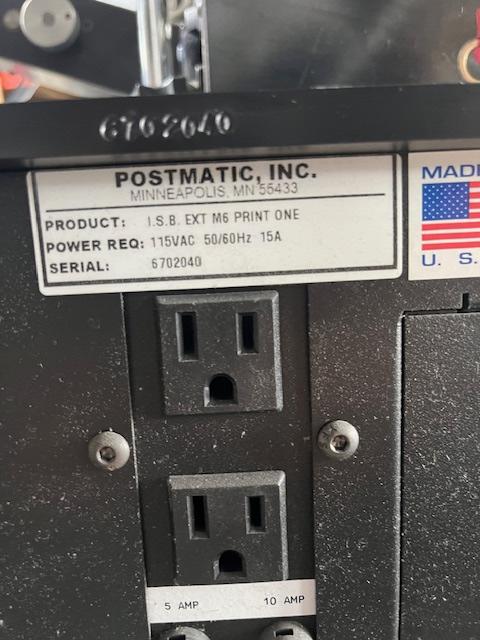 6702040
POSTMATIC, INC.
MINNEAPOLIS, MN 55433
PRODUCT: I.S.B. EXT M6 PRINT ONE
POWER REQ: 115VAC 50/60Hz 15A
SERIAL: 6702040
MADE
U. S.
5 AMP 10 AMP